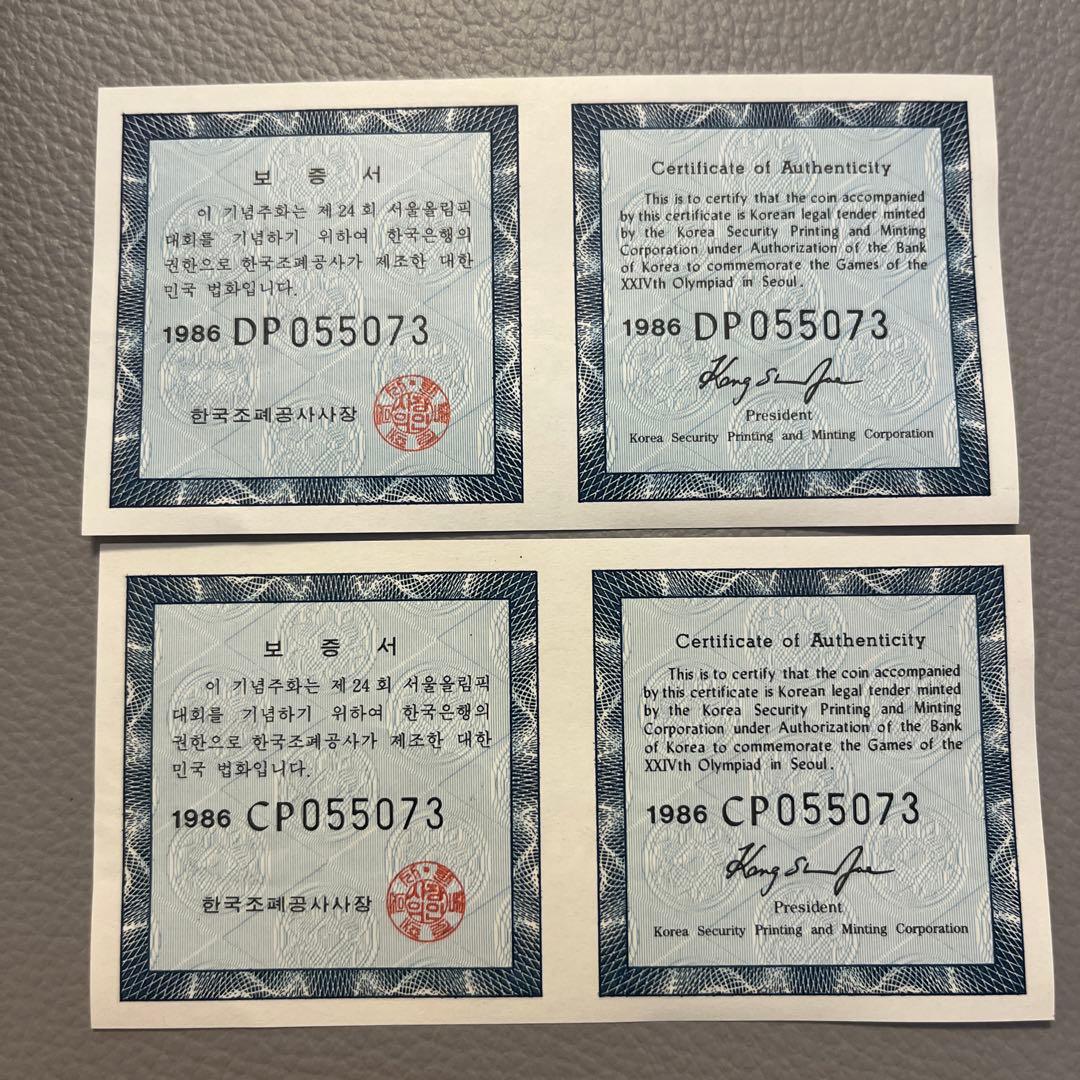 보 증 서
이 기념주화는 제24회 서울올림픽
대회를 기념하기 위하여 한국은행의
권한으로 한국조폐공사가 제조한 대한
민국 법화입니다.
1986 DP055073
한국조폐공사사장
Certificate of Authenticity
This is to certify that the coin accompanied
by this certificate is Korean legal tender minted
by the Korea Security Printing and Minting
Corporation under Authorization of the Bank
of Korea to commemorate the Games of the
XXIVth Olympiad in Seoul.
1986 DP055073
President
Korea Security Printing and Minting Corporation
보 증 서
이 기념주화는 제24회 서울올림픽
대회를 기념하기 위하여 한국은행의
권한으로 한국조폐공사가 제조한 대한
민국 법화입니다.
1986 CP055073
한국조폐공사사장
Certificate of Authenticity
This is to certify that the coin accompanied
by this certificate is Korean legal tender minted
by the Korea Security Printing and Minting
Corporation under Authorization of the Bank
of Korea to commemorate the Games of the
XXIVth Olympiad in Seoul.
1986 CP055073
President
Korea Security Printing and Minting Corporation